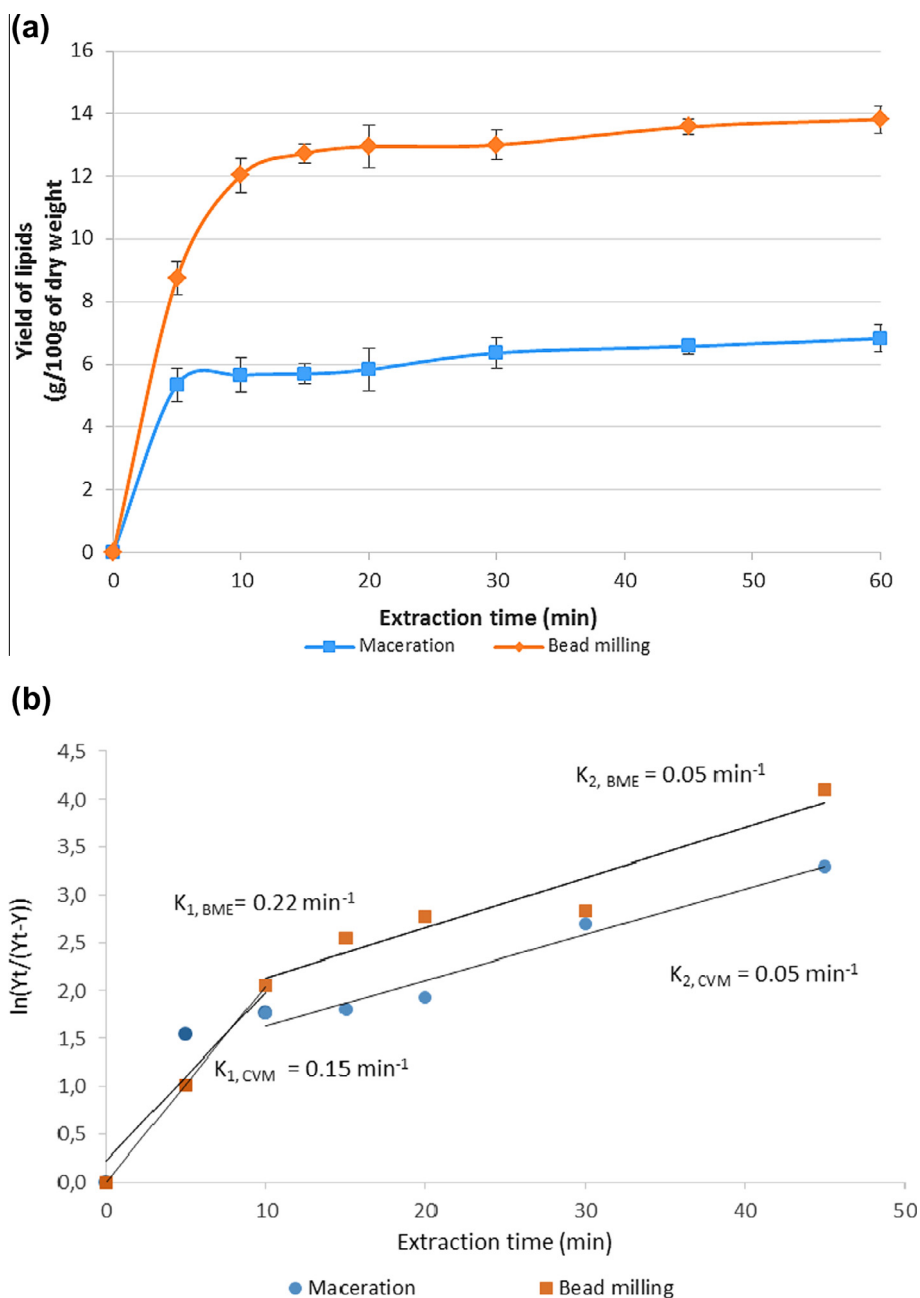 (a)
16
14
12
10
8
6
4
2
0
Yield of lipids
(g/100g of dry weight
0 10 20 30 40 50 60
Extraction time (min)
Maceration Bead milling
(b)
4,5
4,0
3,5
3,0
2,5
2,0
1,5
1,0
0,5
0,0
ln(Yt/(Yt-Y))
K2, BME = 0.05 min-1
K1, BME= 0.22 min-1
K2, CVM = 0.05 min-1
K1, CVM = 0.15 min-1
0 10 20 30 40 50
Extraction time (min)
Maceration Bead milling